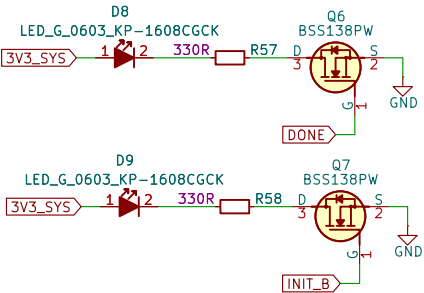 D8
LED_G_0603_KP-1608CGCK
Q6
BSS138PW
3V3_SYS
1
2
330R
R57
D
3
S
2
G
1
GND
DONE
D9
LED_G_0603_KP-1608CGCK
Q7
BSS138PW
3V3_SYS
1
2
330R
R58
D
3
S
2
G
1
GND
INIT_B